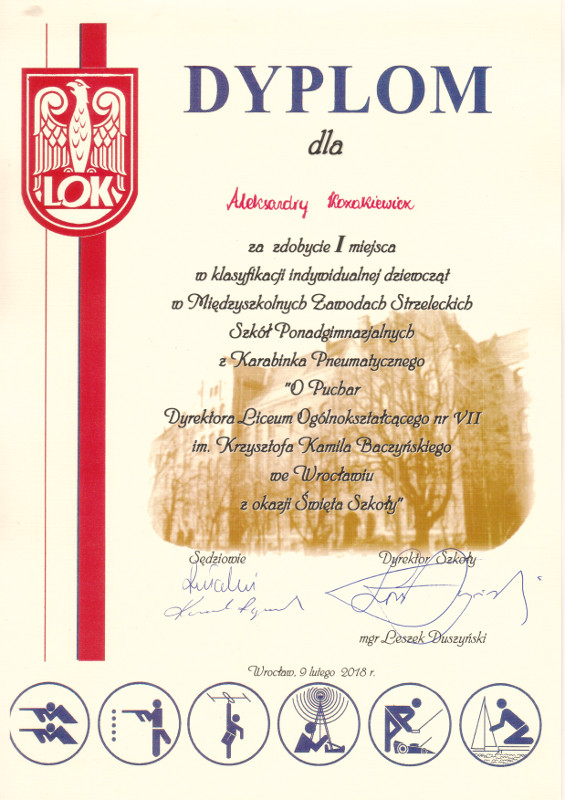 LOK
DYPLOM
dla
Aleksandry Kozakiewicz
za zdobycie I miejsca
w klasyfikacji indywidualnej dziewcząt
w Międzyszkolnych Zawodach Strzeleckich
Szkół Ponadgimnazjalnych
z Karabinka Pneumatycznego
"O Puchar
Dyrektora Liceum Ogólnokształcącego nr VII
im. Krzysztofa Kamila Baczyńskiego
we Wrocławiu
z okazji Święta Szkoły"
Sędziowie Dyrektor Szkoły
mgr Leszek Duszyński
Wrocław, 9 lutego 2018 r.